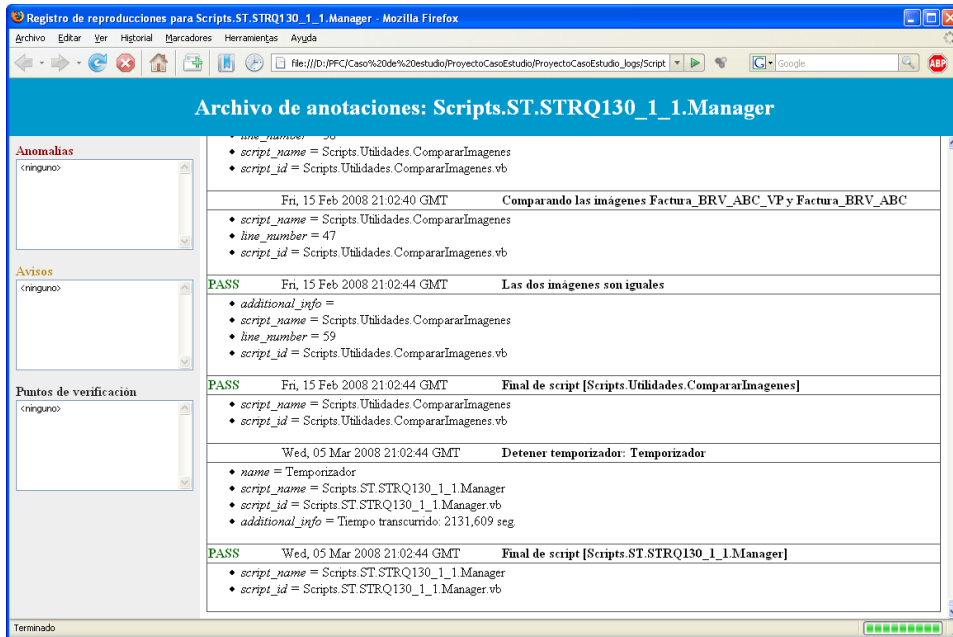 Registro de reproducciones para Scripts.ST.STRQ130_1_1.Manager - Mozilla Firefox
Archivo Editar Ver Historial Marcadores Herramientas Ayuda
file:///D:/PFC/Caso%20de%20estudio/ProyectoCasoEstudio/ProyectoCasoEstudio_logs/Script
G Google
ABP
Archivo de anotaciones: Scripts.ST.STRQ130_1_1.Manager
Anomalías
<ninguno>
Avisos
<ninguno>
Puntos de verificación
<ninguno>
script_name = Scripts.Utilidades.CompararImagenes
script_id = Scripts.Utilidades.CompararImagenes.vb
Fri, 15 Feb 2008 21:02:40 GMT Comparando las imágenes Factura_BRV_ABC_VP y Factura_BRV_ABC
script_name = Scripts.Utilidades.CompararImagenes
line_number = 47
script_id = Scripts.Utilidades.CompararImagenes.vb
PASS Fri, 15 Feb 2008 21:02:44 GMT Las dos imágenes son iguales
additional_info =
script_name = Scripts.Utilidades.CompararImagenes
line_number = 59
script_id = Scripts.Utilidades.CompararImagenes.vb
PASS Fri, 15 Feb 2008 21:02:44 GMT Final de script [Scripts.Utilidades.CompararImagenes]
script_name = Scripts.Utilidades.CompararImagenes
script_id = Scripts.Utilidades.CompararImagenes.vb
Wed, 05 Mar 2008 21:02:44 GMT Detener temporizador: Temporizador
name = Temporizador
script_name = Scripts.ST.STRQ130_1_1.Manager
script_id = Scripts.ST.STRQ130_1_1.Manager.vb
additional_info = Tiempo transcurrido: 2131,609 seg.
PASS Wed, 05 Mar 2008 21:02:44 GMT Final de script [Scripts.ST.STRQ130_1_1.Manager]
script_name = Scripts.ST.STRQ130_1_1.Manager
script_id = Scripts.ST.STRQ130_1_1.Manager.vb
Terminado